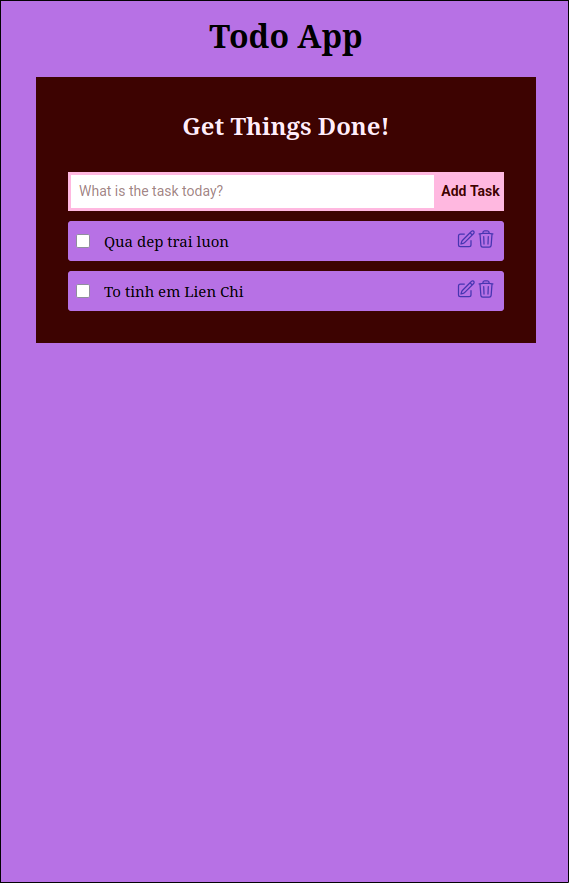 Todo App
Get Things Done!
What is the task today?
Add Task
Qua dep trai luon
To tinh em Lien Chi